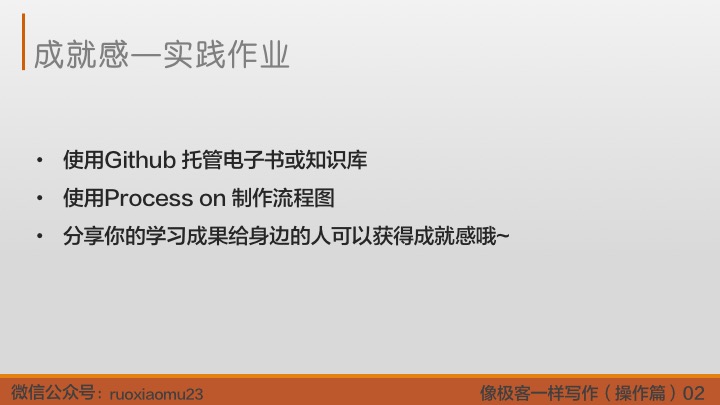 成就感—实践作业
• 使用Github 托管电子书或知识库
• 使用Process on 制作流程图
• 分享你的学习成果给身边的人可以获得成就感哦~
微信公众号：ruoxiaomu23
像极客一样写作（操作篇）02